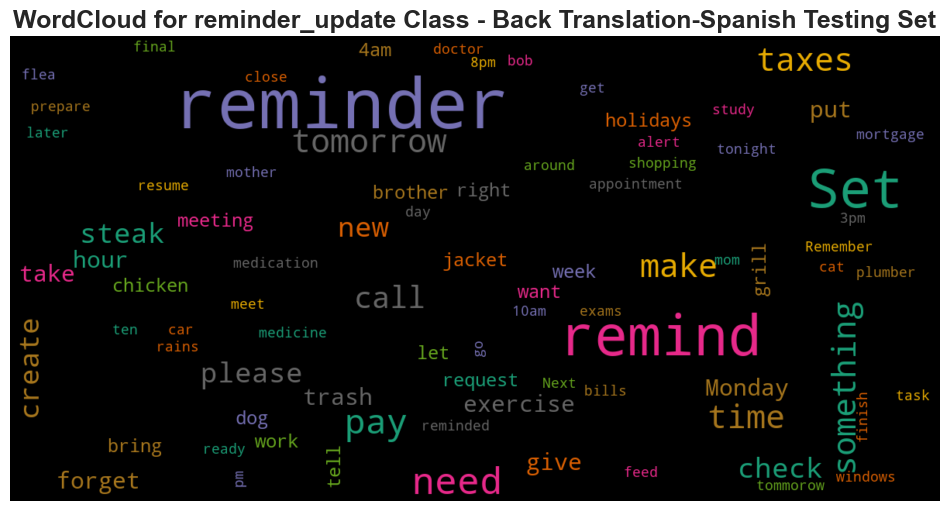 WordCloud for reminder_update Class - Back Translation-Spanish Testing Set
final
4am
doctor
8pm
bob
taxes
flea
close
reminder
get
prepare
holidays
study
put
later
tomorrow
alert
mortgage
tonight
mother
around
shopping
resume
brother
right
appointment
Set
day
3pm
meeting
new
steak
Remember
hour
medication
jacket
week
make
mom
grill
cat
plumber
take
chicken
meet
call
want
10am
exams
ten
car
medicine
remind
rains
let
go
create
please
request
Next
bills
Monday
something
task
trash
exercise
time
finish
dog
pay
reminded
work
bring
ready
tell
give
check
forget
pm
need
feed
windows
tommorow